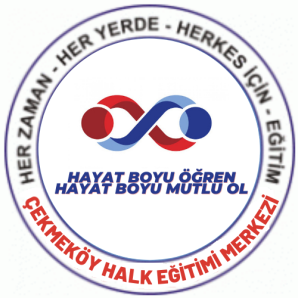 HER ZAMAN - HER YERDE - HERKES İÇİN - EĞİTİM
HAYAT BOYU ÖĞREN
HAYAT BOYU MUTLU OL
ÇEKMEKÖY HALK EĞİTİMİ MERKEZİ